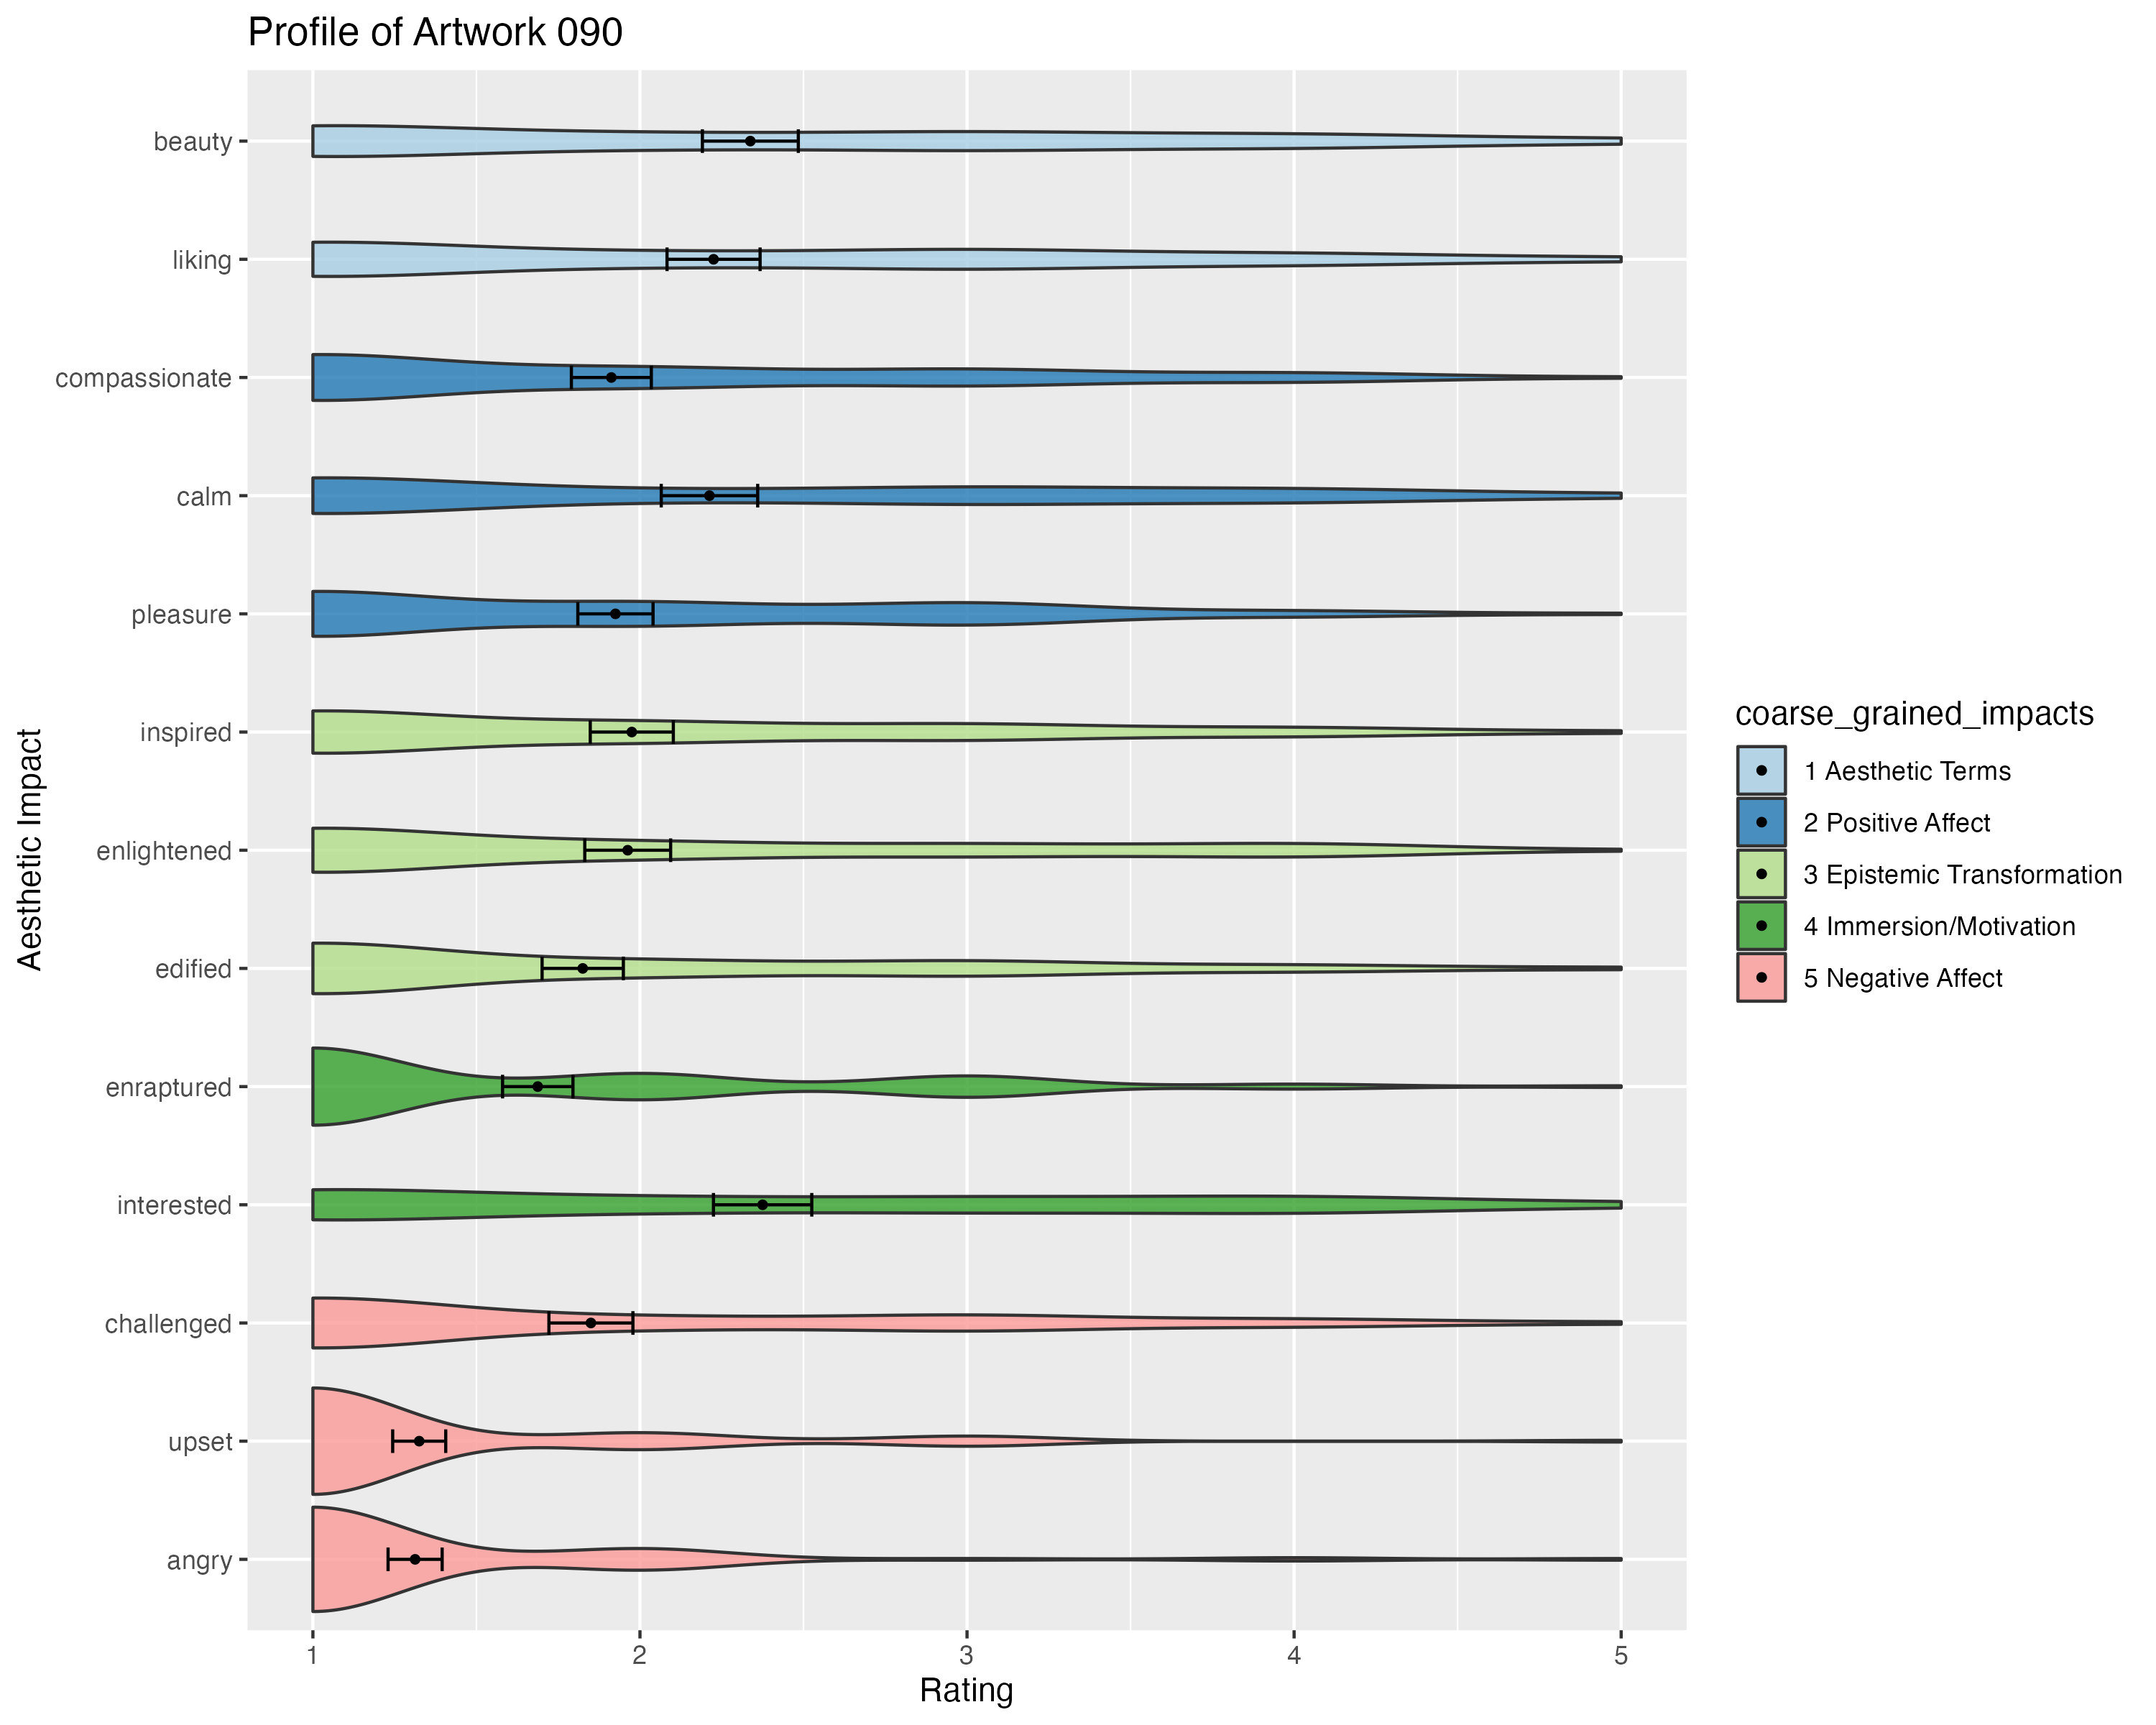 Profile of Artwork 090
Aesthetic Impact
beauty
liking
compassionate
calm
pleasure
inspired
enlightened
edified
enraptured
interested
challenged
upset
angry
1 2 3 4 5
Rating
coarse_grained_impacts
1 Aesthetic Terms
2 Positive Affect
3 Epistemic Transformation
4 Immersion/Motivation
5 Negative Affect